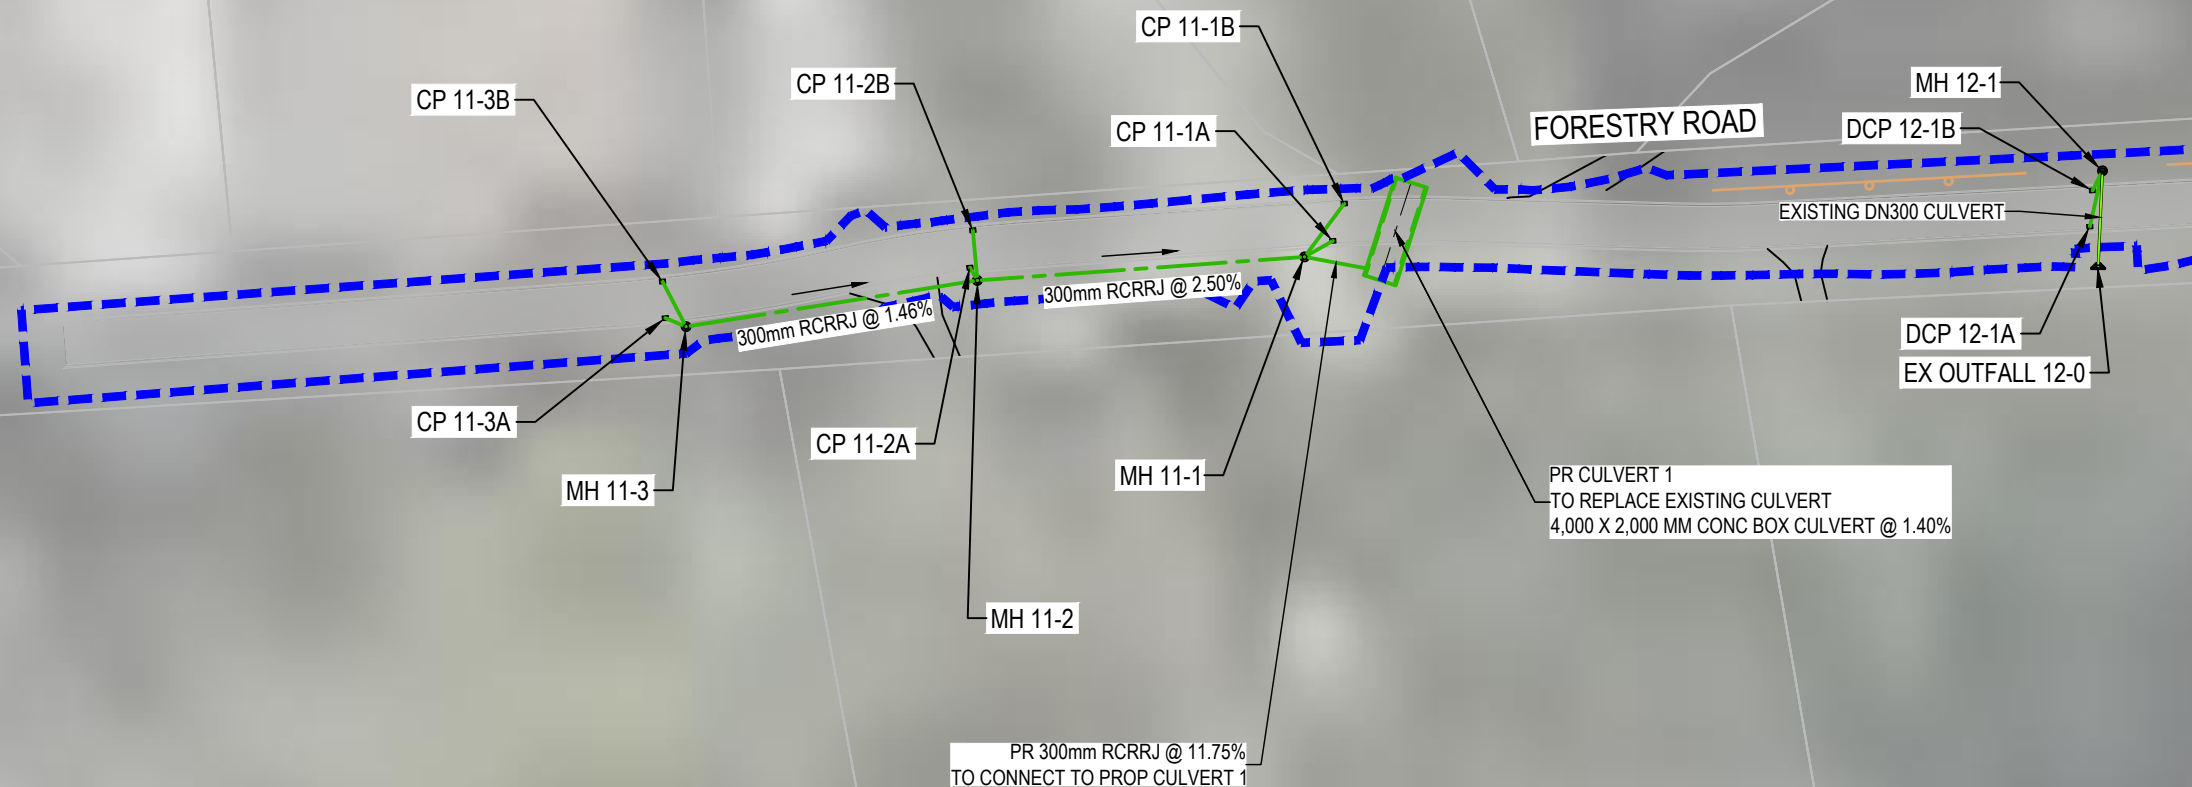 CP 11-1B
CP 11-2B
CP 11-3B
CP 11-1A
FORESTRY ROAD
MH 12-1
DCP 12-1B
EXISTING DN300 CULVERT
300mm RCRRJ @ 1.46%
300mm RCRRJ @ 2.50%
DCP 12-1A
EX OUTFALL 12-0
CP 11-3A
CP 11-2A
MH 11-3
MH 11-1
PR CULVERT 1
TO REPLACE EXISTING CULVERT
4,000 X 2,000 MM CONC BOX CULVERT @ 1.40%
MH 11-2
PR 300mm RCRRJ @ 11.75%
TO CONNECT TO PROP CULVERT 1